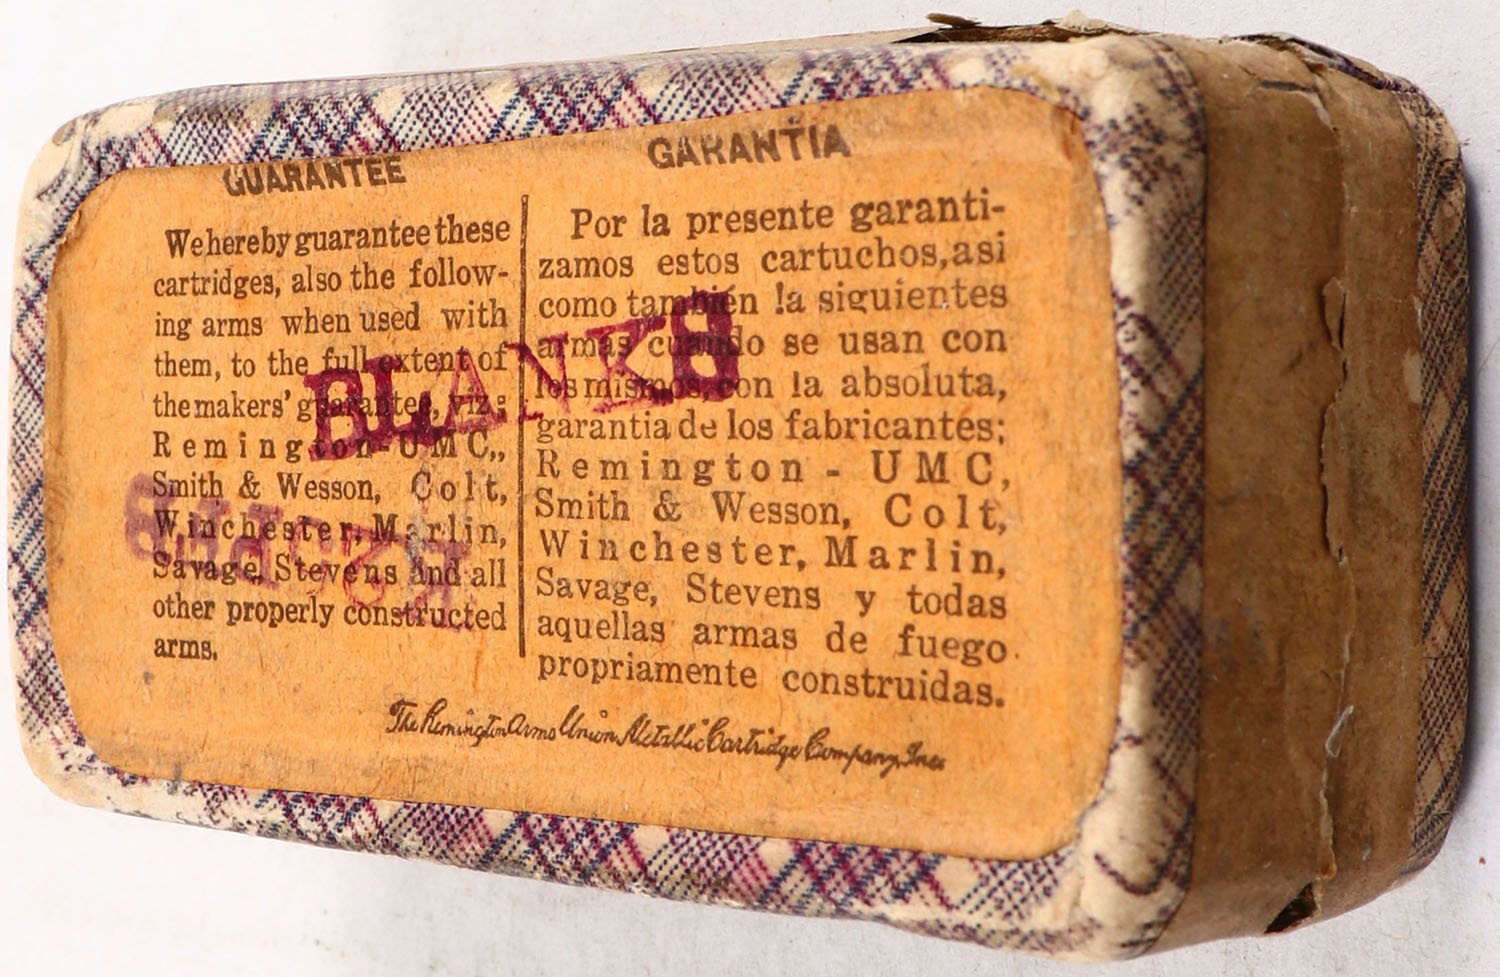 GUARANTEE
We hereby guarantee these
cartridges, also the follow-
ing arms when used with
them, to the full extent of
the makers' guarantee, viz;
Remington-UMC.,
Smith & Wesson, Colt,
Winchester, Marlin,
Savage, Stevens and all
other properly constructed
arms.
GARANTIA
Por la presente garanti-
zamos estos cartuchos, asi
como también la siguientes
armas cuando se usan con
los mismos, con la absoluta,
garantia de los fabricantes;
Remington - UMC,
Smith & Wesson, Colt,
Winchester, Marlin,
Savage, Stevens y todas
aquellas armas de fuego
propriamente construidas.
The Remington Arms Union Metallic Cartridge Company, Inc.
BLANKS